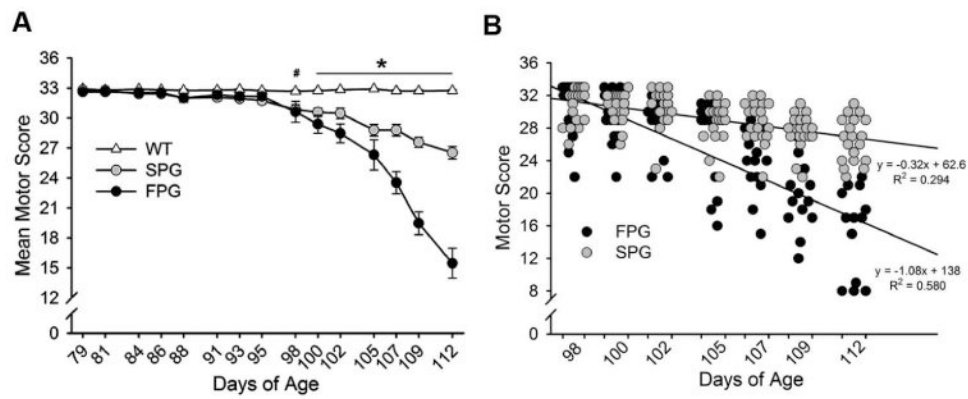 A
Mean Motor Score
36
33
30
27
24
21
18
15
12
0
#
*
WT
SPG
FPG
79 81 84 86 88 91 93 95 98 100 102 105 107 109 112
Days of Age
B
Motor Score
36
32
28
24
20
16
12
8
0
FPG
SPG
y = -0.32x + 62.6
R² = 0.294
y = -1.08x + 138
R² = 0.580
98 100 102 105 107 109 112
Days of Age